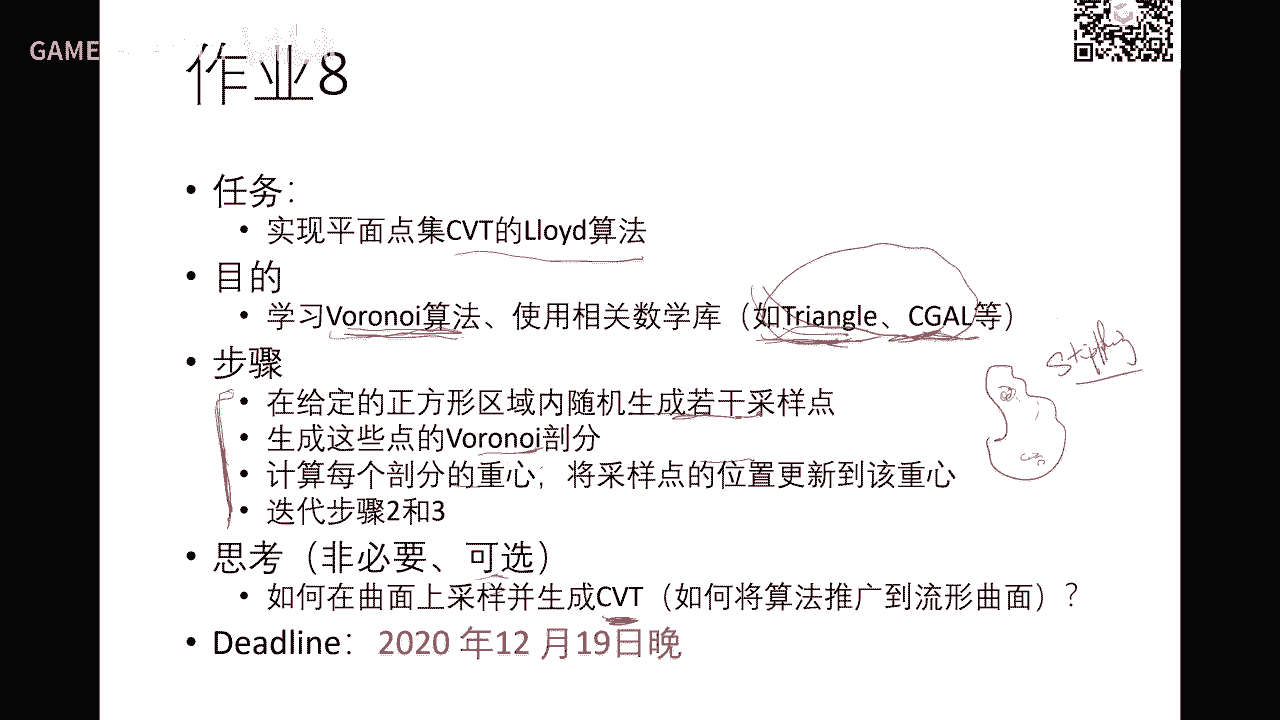 GAME
作业8
• 任务：
• 实现平面点集CVT的Lloyd算法
• 目的
• 学习Voronoi算法、使用相关数学库（如Triangle、CGAL等）
• 步骤
• 在给定的正方形区域内随机生成若干采样点
• 生成这些点的Voronoi剖分
• 计算每个剖分的重心；将采样点的位置更新到该重心
• 迭代步骤2和3
• 思考（非必要、可选）
• 如何在曲面上采样并生成CVT（如何将算法推广到流形曲面）？
• Deadline：2020 年12 月19日晚